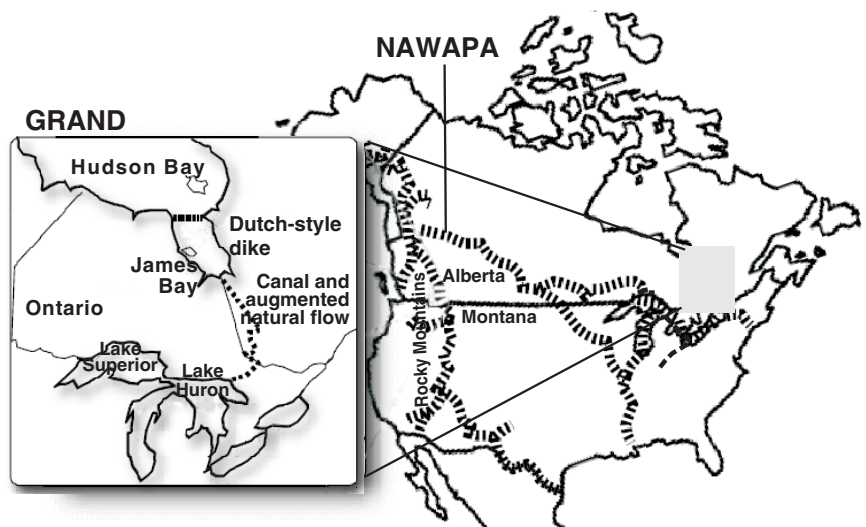 NAWAPA
GRAND
Hudson Bay
Dutch-style
dike
James
Bay
Canal and
augmented
natural flow
Ontario
Lake
Superior
Lake
Huron
Alberta
Montana
Rocky Mountains